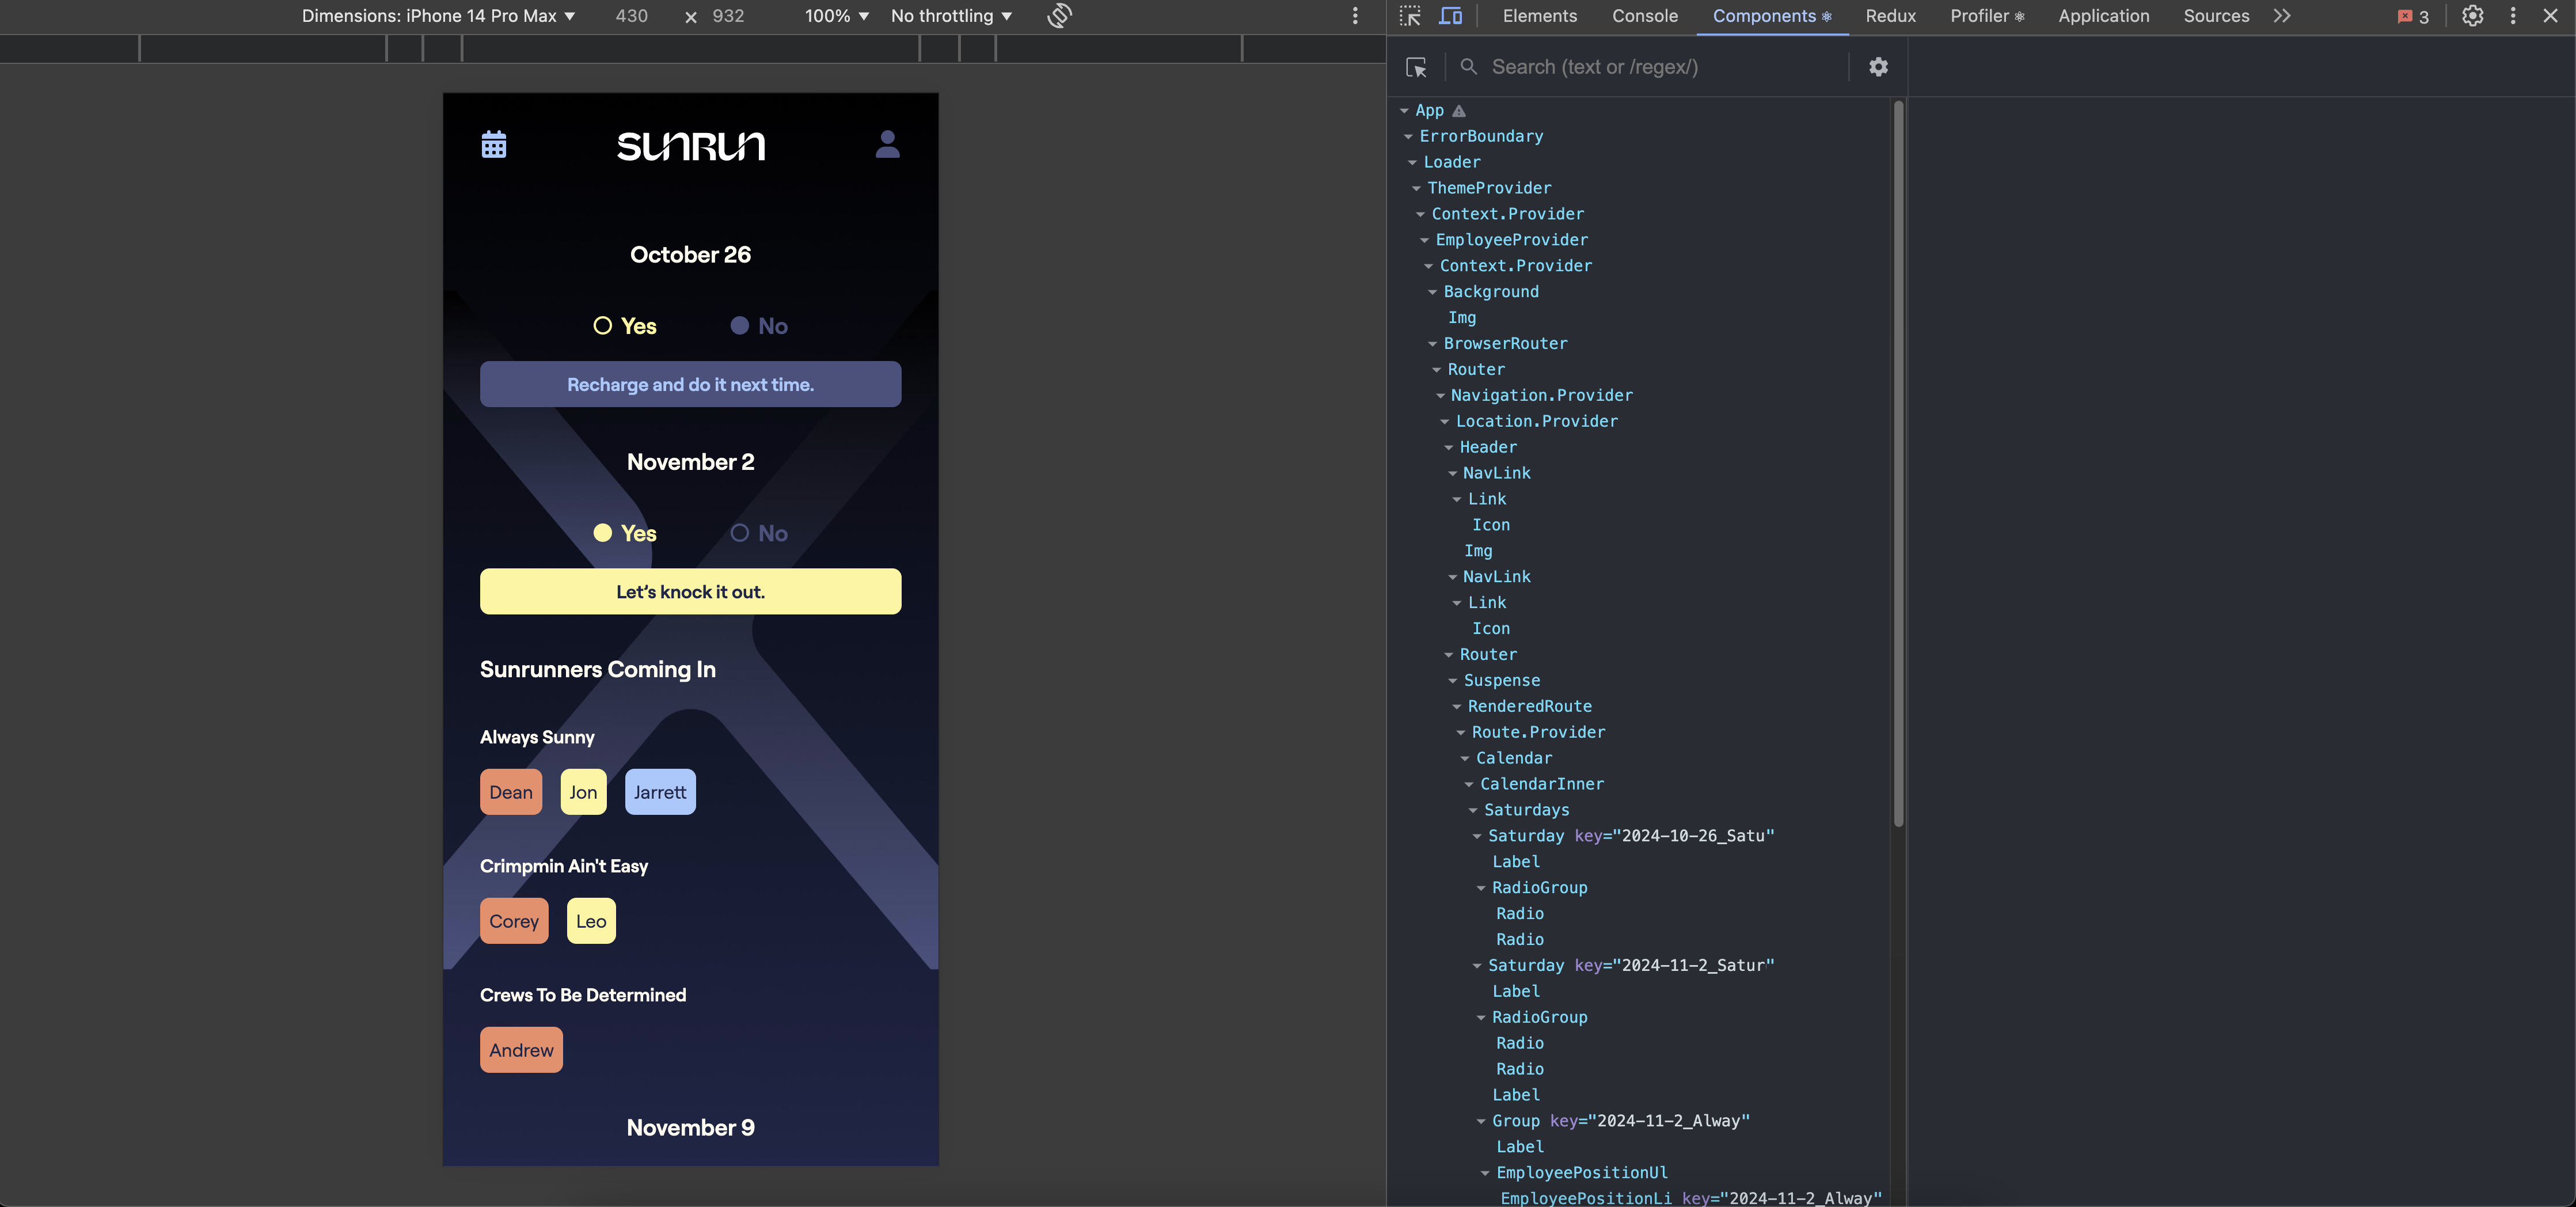 Dimensions: iPhone 14 Pro Max ▼ 430 x 932 100% ▼ No throttling ▼
Elements Console Components Redux Profiler Application Sources 3
Search (text or /regex/)
SUNRUN
October 26
Yes No
Recharge and do it next time.
November 2
Yes No
Let’s knock it out.
Sunrunners Coming In
Always Sunny
Dean Jon Jarrett
Crimpmin Ain't Easy
Corey Leo
Crews To Be Determined
Andrew
November 9
App
ErrorBoundary
Loader
ThemeProvider
Context.Provider
EmployeeProvider
Context.Provider
Background
Img
BrowserRouter
Router
Navigation.Provider
Location.Provider
Header
NavLink
Link
Icon
Img
NavLink
Link
Icon
Router
Suspense
RenderedRoute
Route.Provider
Calendar
CalendarInner
Saturdays
Saturday key="2024-10-26_Satu"
Label
RadioGroup
Radio
Radio
Saturday key="2024-11-2_Satur"
Label
RadioGroup
Radio
Radio
Label
Group key="2024-11-2_Alway"
Label
EmployeePositionUl
EmployeePositionLi key="2024-11-2_Alway"